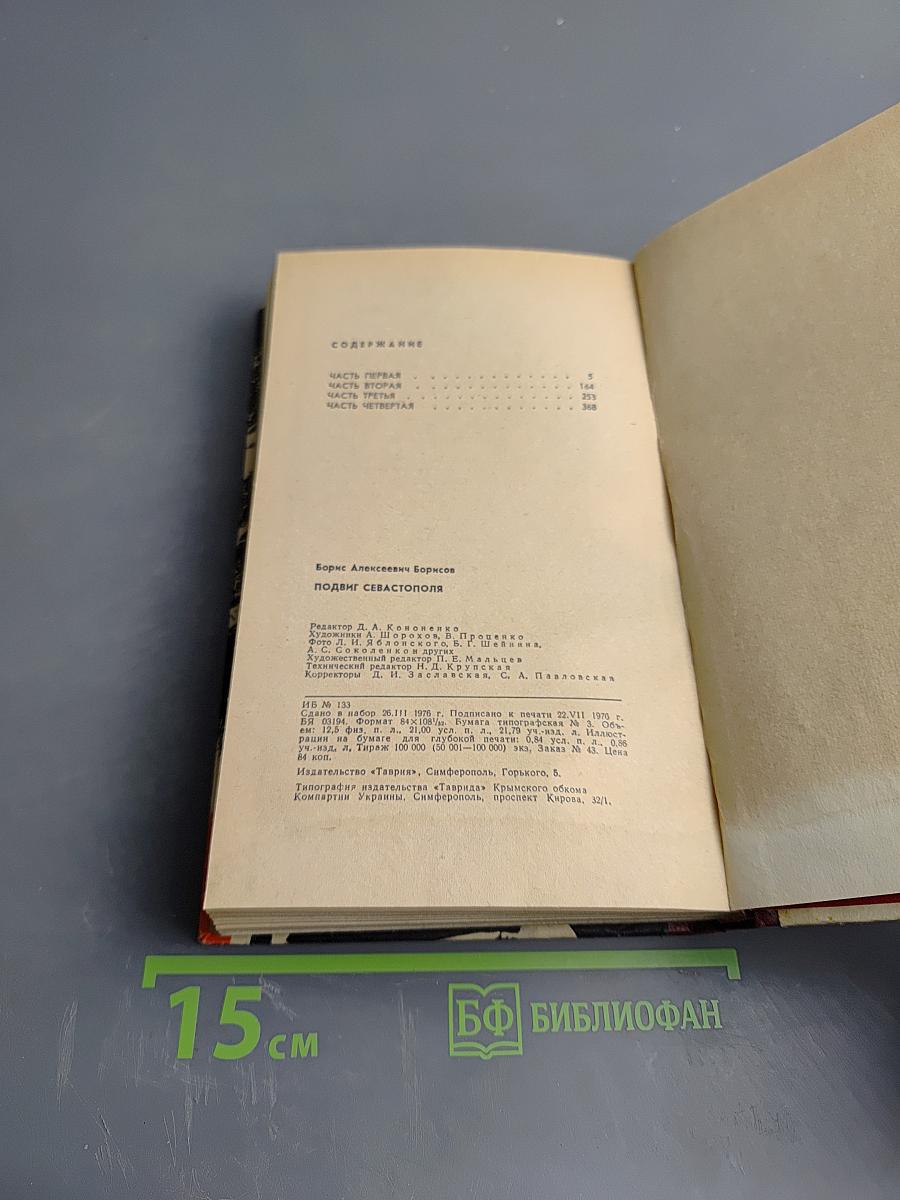 СОДЕРЖАНИЕ
ЧАСТЬ ПЕРВАЯ . . . . . . . . . . . . 5
ЧАСТЬ ВТОРАЯ . . . . . . . . . . . . 164
ЧАСТЬ ТРЕТЬЯ . . . . . . . . . . . . 253
ЧАСТЬ ЧЕТВЕРТАЯ . . . . . . . . . . . 368
Борис Алексеевич Борисов
ПОДВИГ СЕВАСТОПОЛЯ
Редактор Д. А. Кононенко
Художники А. Шорохов, В. Проценко
Фото Л. И. Яблонского, Б. Г. Шейнина,
А. С. Соколенко и других
Художественный редактор П. Е. Мальцев
Технический редактор Н. Д. Крупская
Корректоры Д. И. Заславская, С. А. Павловская
ИБ № 133
Сдано в набор 26.III 1976 г. Подписано к печати 22.VII 1976 г.
БЯ 03194. Формат 84×108¹/₃₂. Бумага типографская № 3. Объ-
ем: 12,5 физ. п. л., 21,00 усл. п. л., 21,79 уч.-изд. л. Иллюст-
рации на бумаге для глубокой печати: 0,84 усл. п. л., 0,86
уч.-изд. л. Тираж 100 000 (50 001—100 000) экз. Заказ № 43. Цена
84 коп.
Издательство «Таврия», Симферополь, Горького, 5.
Типография издательства «Таврида» Крымского обкома
Компартии Украины, Симферополь, проспект Кирова, 32/1.
15 см
БФ БИБЛИОФАН